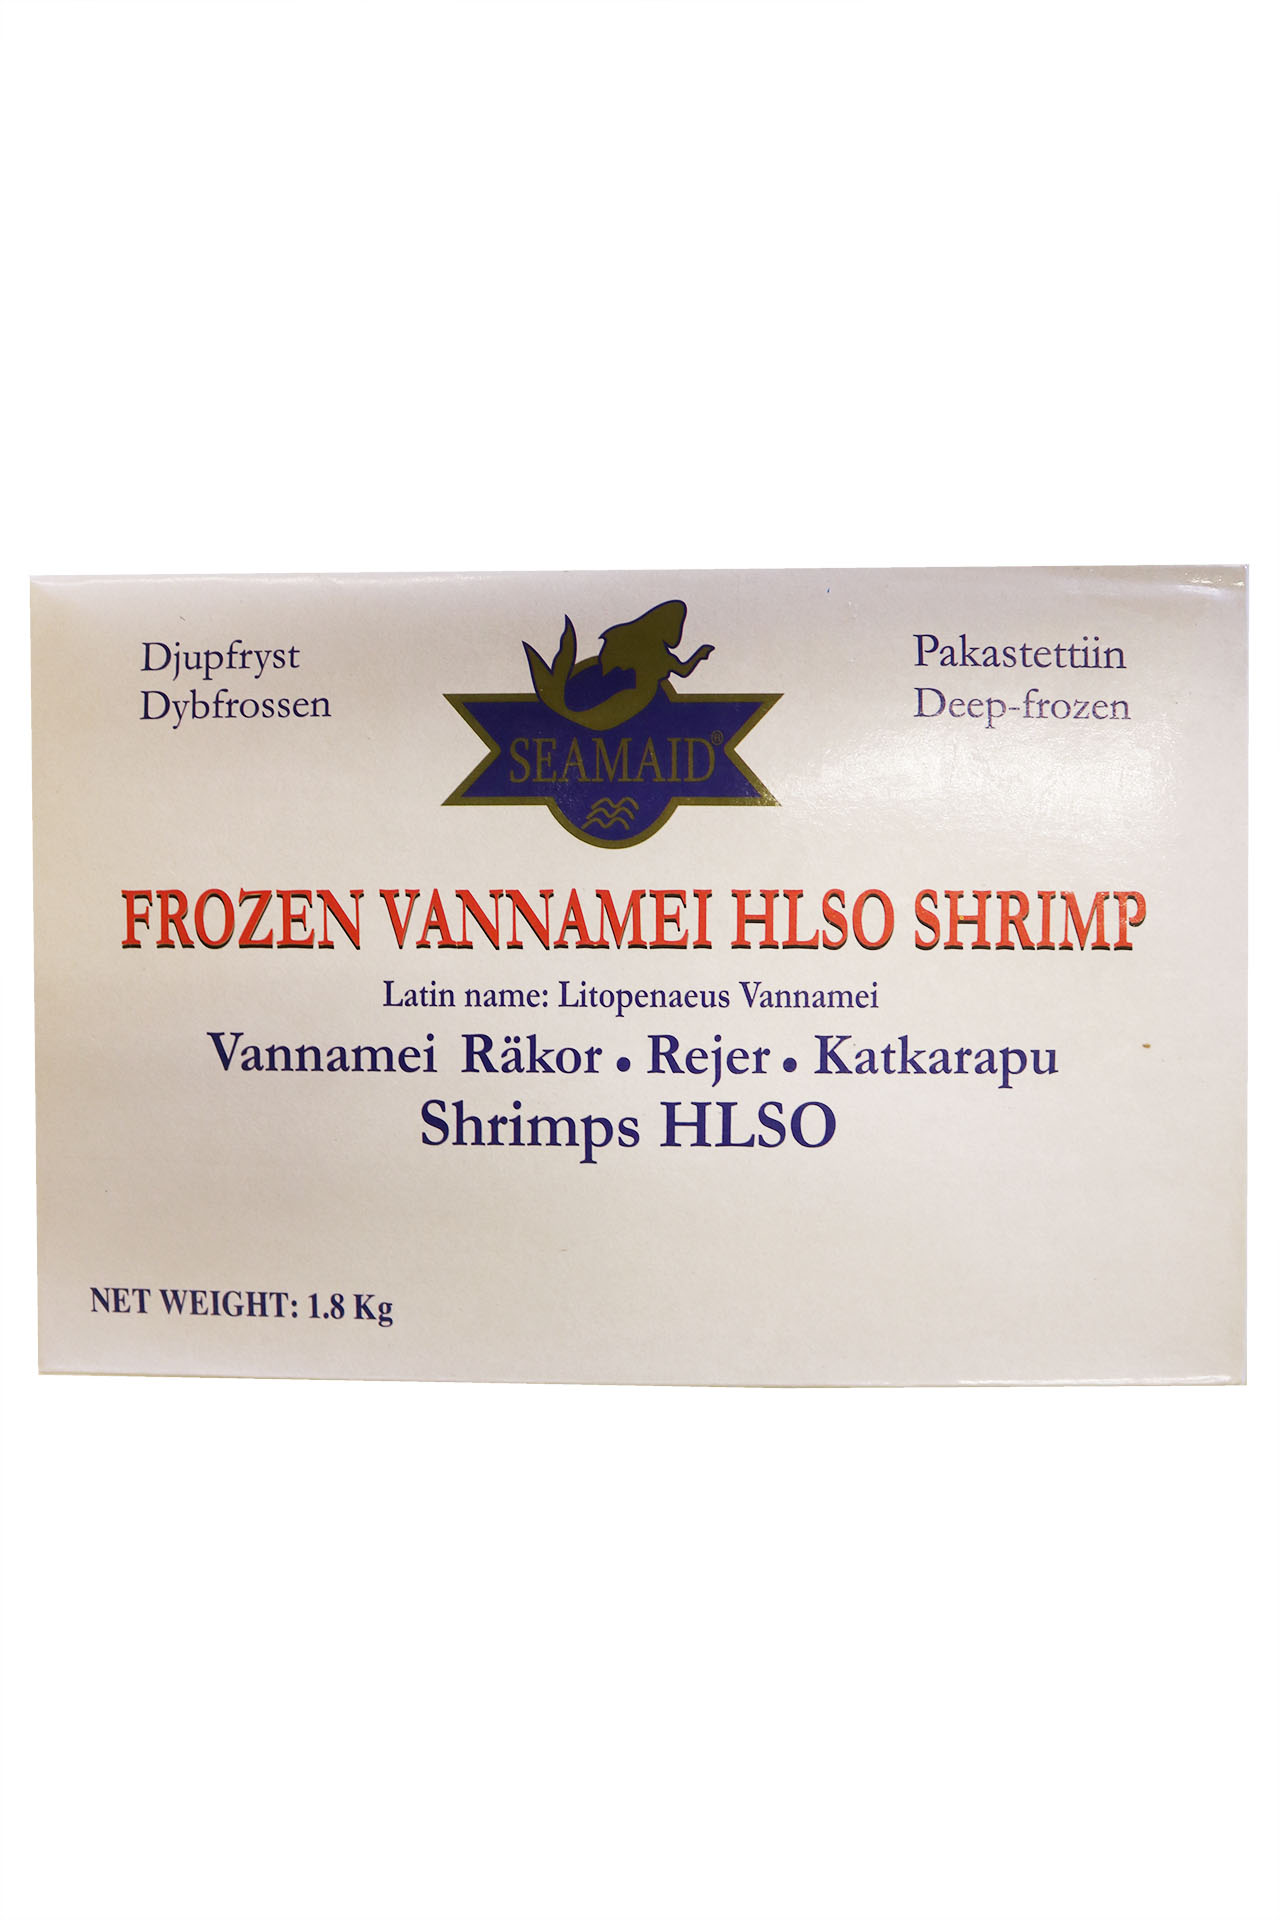 Djupfryst
Dybfrossen
Pakastettiin
Deep-frozen
SEAMAID®
FROZEN VANNAMEI HLSO SHRIMP
Latin name: Litopenaeus Vannamei
Vannamei Räkor • Rejer • Katkarapu
Shrimps HLSO
NET WEIGHT: 1.8 Kg